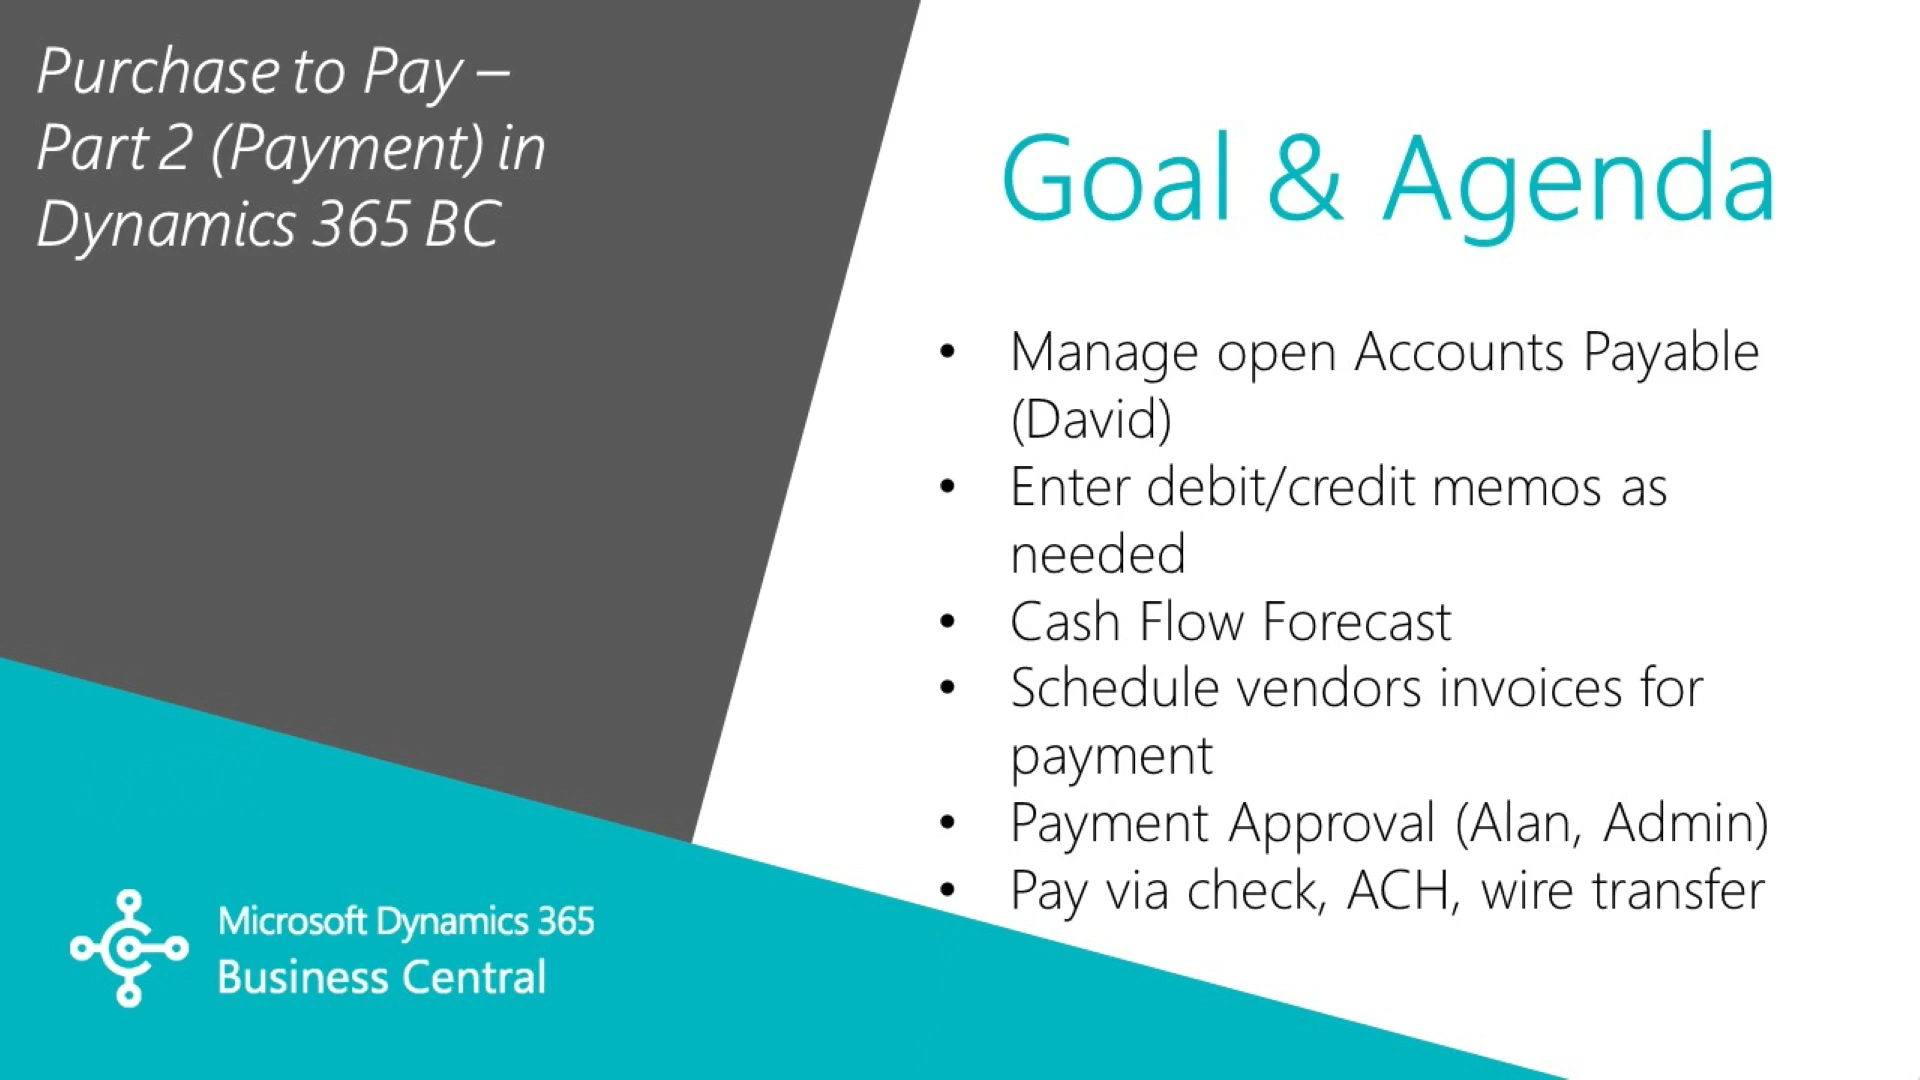 Purchase to Pay –
Part 2 (Payment) in
Dynamics 365 BC
Goal & Agenda
• Manage open Accounts Payable
(David)
• Enter debit/credit memos as
needed
• Cash Flow Forecast
• Schedule vendors invoices for
payment
• Payment Approval (Alan, Admin)
• Pay via check, ACH, wire transfer
Microsoft Dynamics 365
Business Central